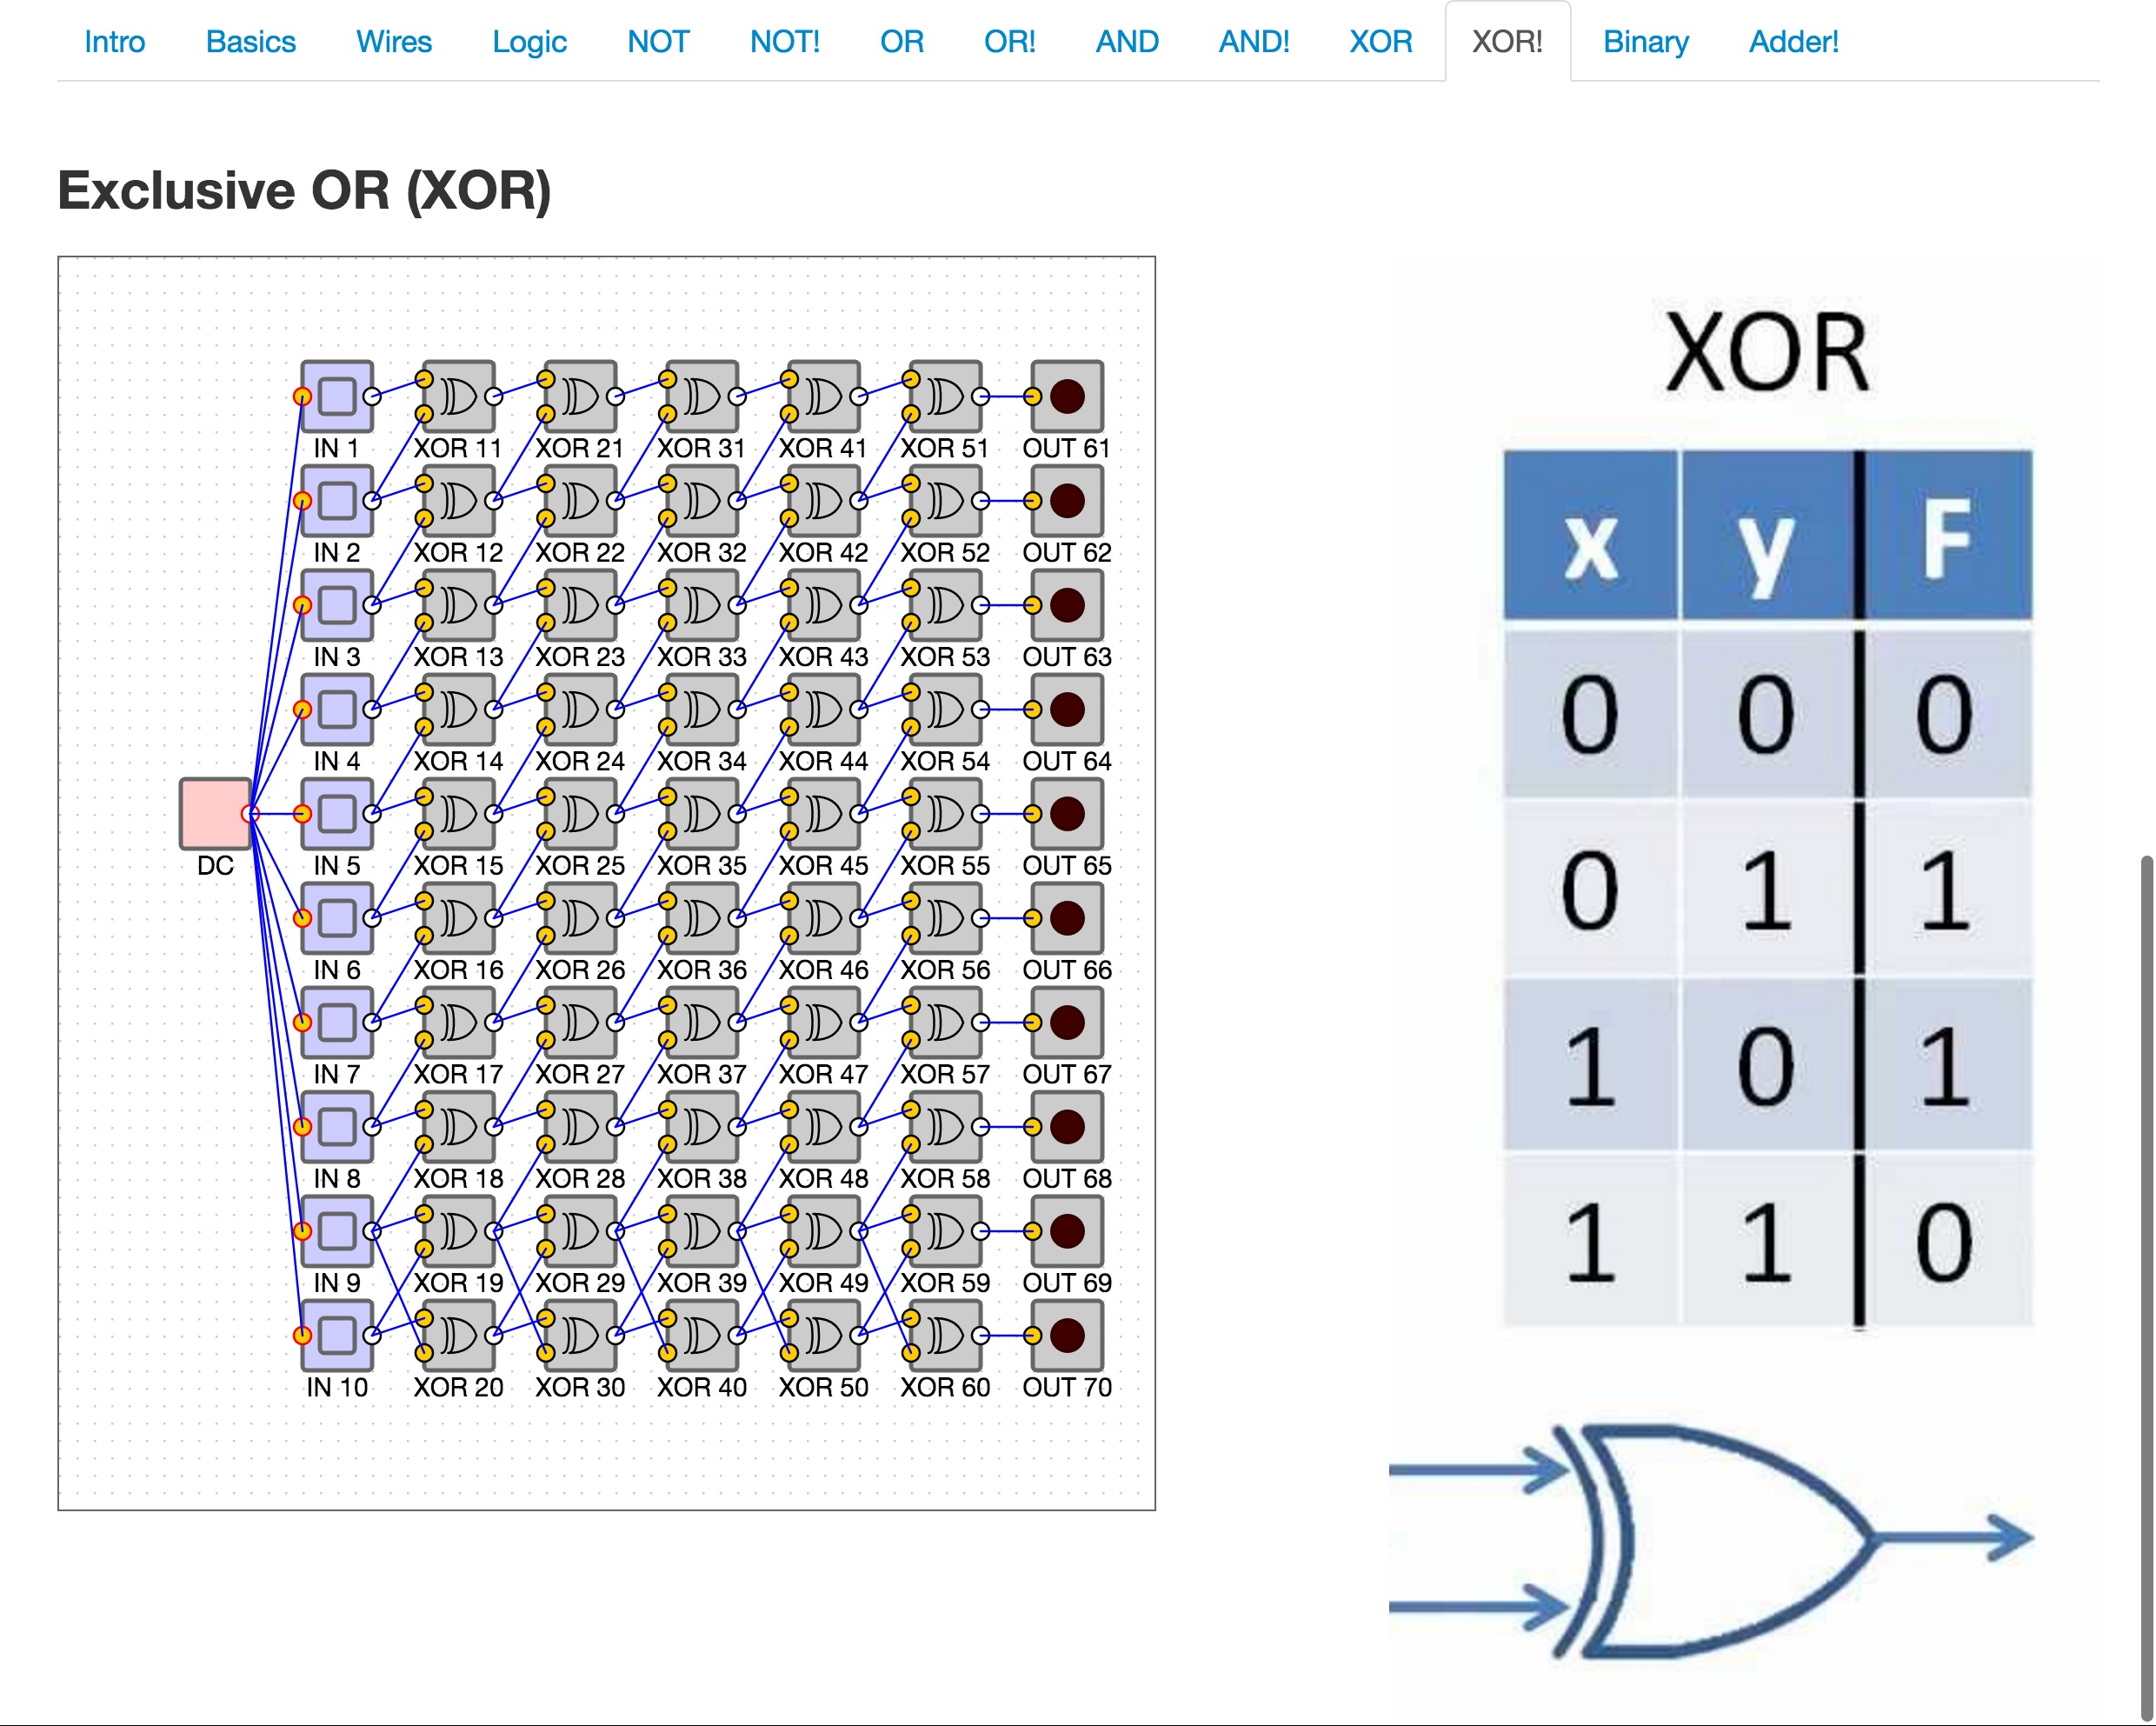 Intro Basics Wires Logic NOT NOT! OR OR! AND AND! XOR XOR! Binary Adder!
Exclusive OR (XOR)
IN 1 XOR 11 XOR 21 XOR 31 XOR 41 XOR 51 OUT 61
IN 2 XOR 12 XOR 22 XOR 32 XOR 42 XOR 52 OUT 62
IN 3 XOR 13 XOR 23 XOR 33 XOR 43 XOR 53 OUT 63
IN 4 XOR 14 XOR 24 XOR 34 XOR 44 XOR 54 OUT 64
DC IN 5 XOR 15 XOR 25 XOR 35 XOR 45 XOR 55 OUT 65
IN 6 XOR 16 XOR 26 XOR 36 XOR 46 XOR 56 OUT 66
IN 7 XOR 17 XOR 27 XOR 37 XOR 47 XOR 57 OUT 67
IN 8 XOR 18 XOR 28 XOR 38 XOR 48 XOR 58 OUT 68
IN 9 XOR 19 XOR 29 XOR 39 XOR 49 XOR 59 OUT 69
IN 10 XOR 20 XOR 30 XOR 40 XOR 50 XOR 60 OUT 70
XOR
x y F
0 0 0
0 1 1
1 0 1
1 1 0